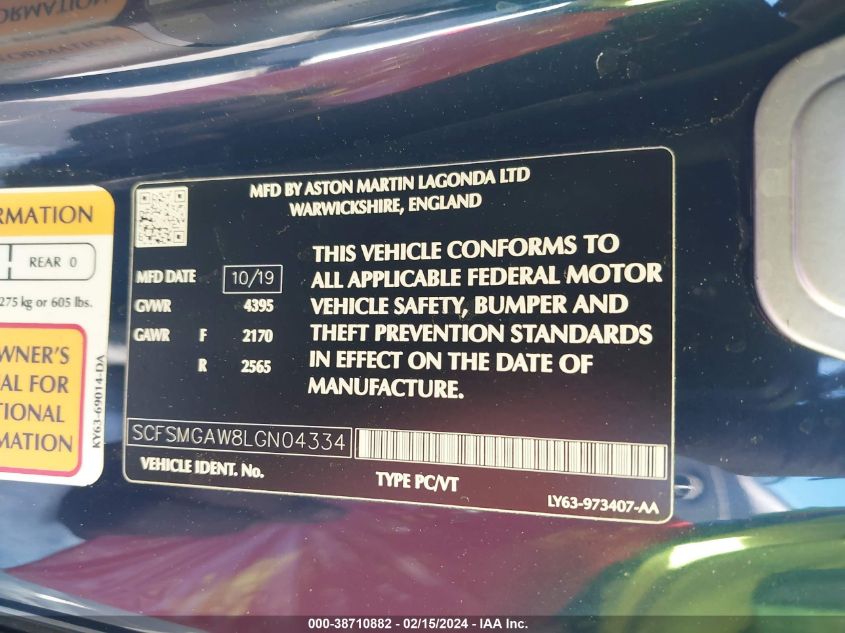 FORMATION
RMATION
FORMATION
RMATION
REAR 0
275 kg or 605 lbs.
WNER'S
AL FOR
TIONAL
MATION
KY63-69014-DA
MFD BY ASTON MARTIN LAGONDA LTD
WARWICKSHIRE, ENGLAND
MFD DATE 10/19
GVWR 4395
GAWR F 2170
R 2565
THIS VEHICLE CONFORMS TO
ALL APPLICABLE FEDERAL MOTOR
VEHICLE SAFETY, BUMPER AND
THEFT PREVENTION STANDARDS
IN EFFECT ON THE DATE OF
MANUFACTURE.
SCFSMGAW8LGN04334
VEHICLE IDENT. No.
TYPE PC/VT
LY63-973407-AA
000-38710882 - 02/15/2024 - IAA Inc.